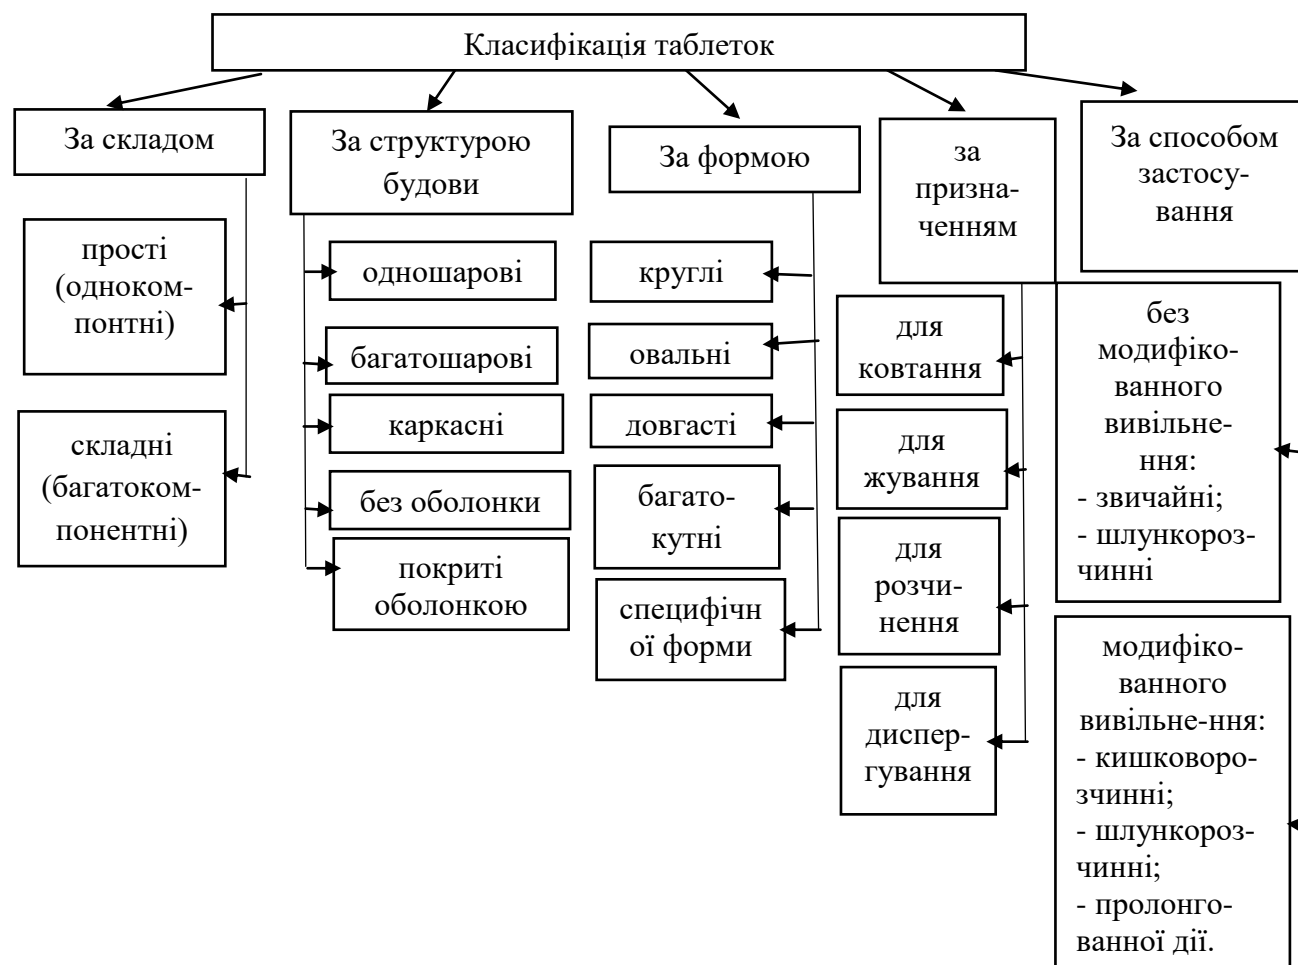 Класифікація таблеток
За складом
прості
(одноком-
понтні)
складні
(багатоком-
понентні)
За структурою
будови
одношарові
багатошарові
каркасні
без оболонки
покриті
оболонкою
За формою
круглі
овальні
довгасті
багато-
кутні
специфічн
ої форми
за
призна-
ченням
для
ковтання
для
жування
для
розчи-
нення
для
диспер-
гування
За способом
застосу-
вання
без
модифіко-
ванного
вивільне-
ння:
- звичайні;
- шлункороз-
чинні
модифіко-
ванного
вивільне-ння:
- кишковоро-
зчинні;
- шлункороз-
чинні;
- пролонго-
ванної дії.